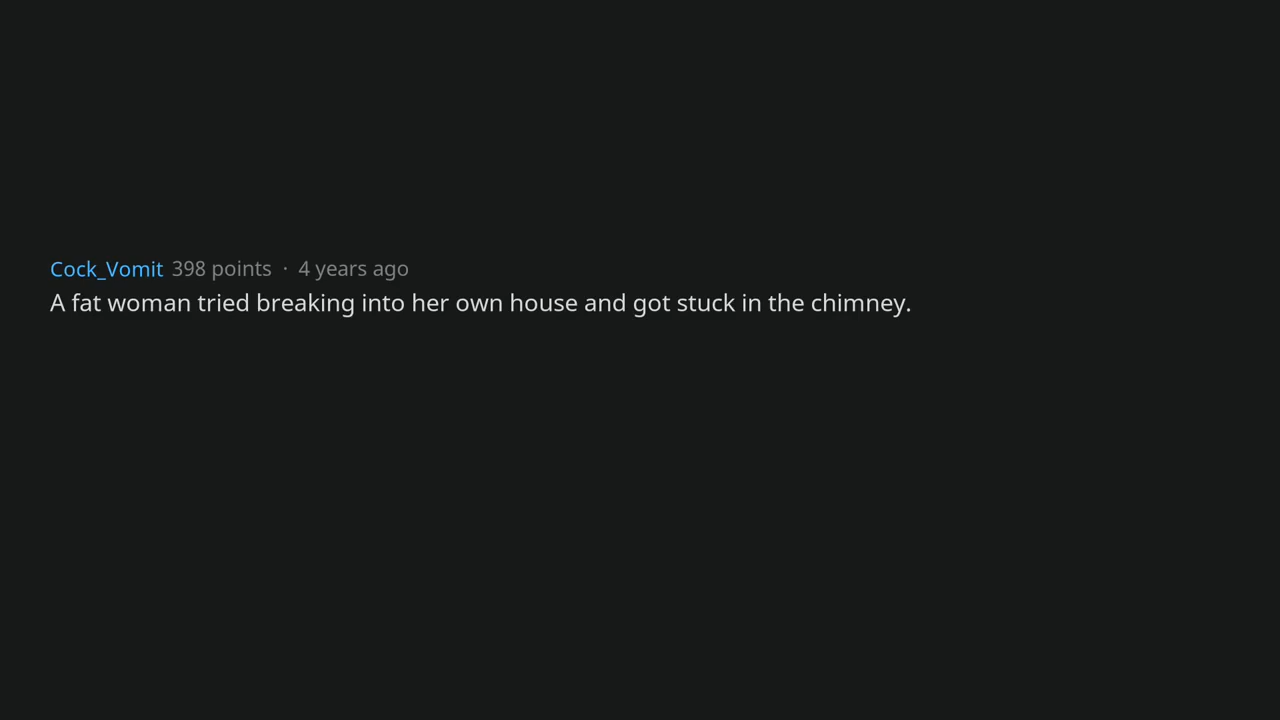 Cock_Vomit 398 points · 4 years ago
A fat woman tried breaking into her own house and got stuck in the chimney.